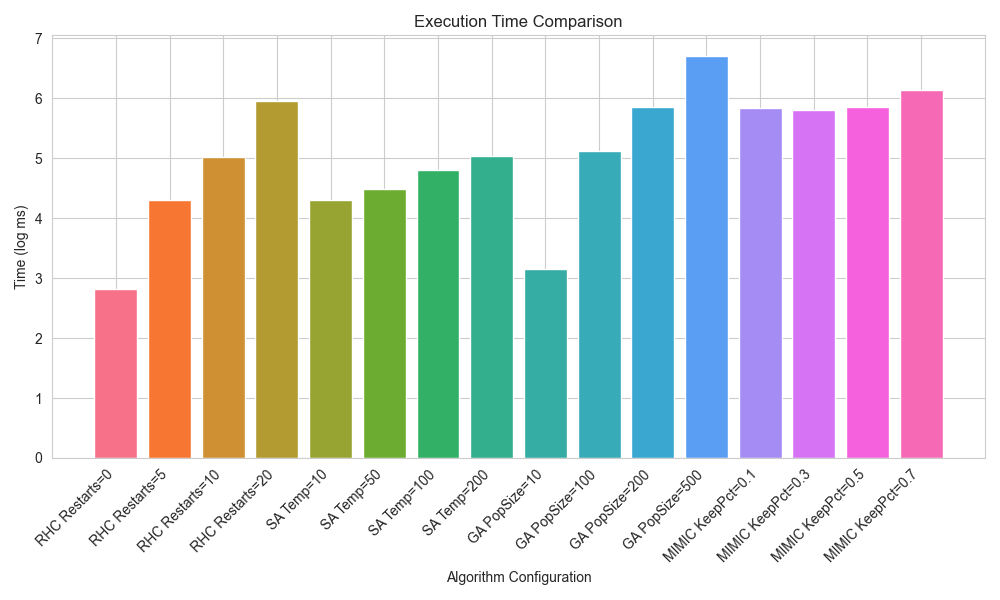 Execution Time Comparison
Time (log ms)
7
6
5
4
3
2
1
0
RHC Restarts=0
RHC Restarts=5
RHC Restarts=10
RHC Restarts=20
SA Temp=10
SA Temp=50
SA Temp=100
SA Temp=200
GA PopSize=10
GA PopSize=100
GA PopSize=200
GA PopSize=500
MIMIC KeepPct=0.1
MIMIC KeepPct=0.3
MIMIC KeepPct=0.5
MIMIC KeepPct=0.7
Algorithm Configuration